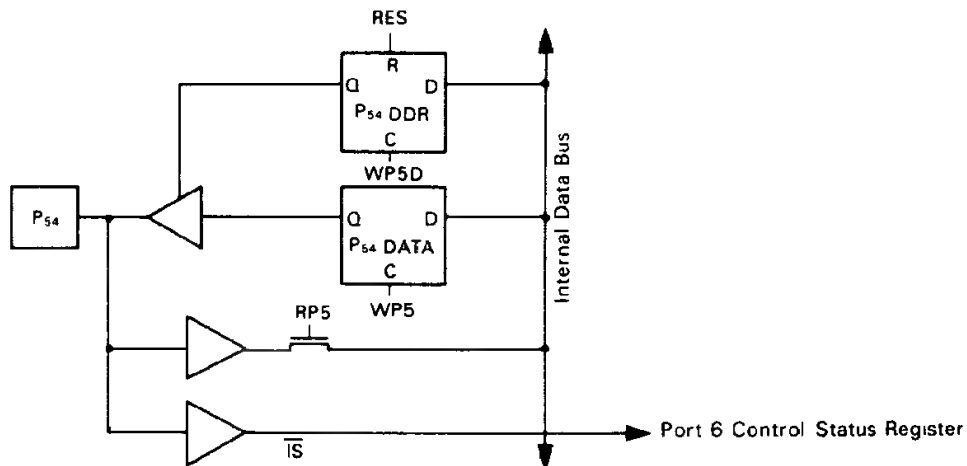 RES
R
Q D
P54 DDR
C
WP5D
P54
Q D
P54 DATA
C
WP5
RP5
Internal Data Bus
IS
Port 6 Control Status Register